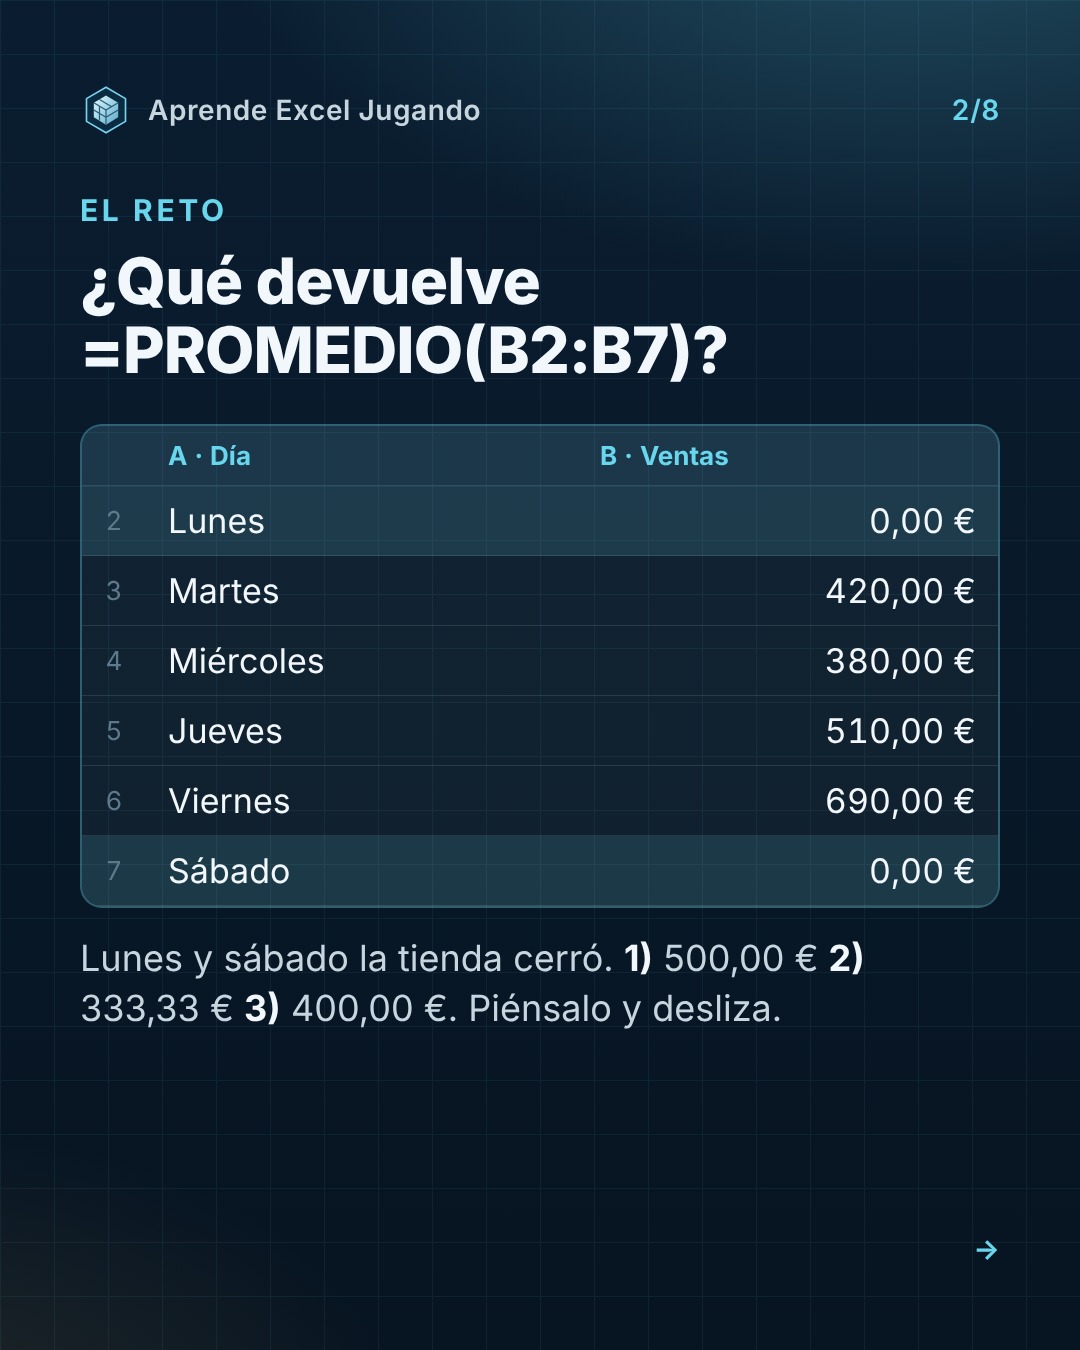 Aprende Excel Jugando 2/8
EL RETO
¿Qué devuelve
=PROMEDIO(B2:B7)?
A · Día B · Ventas
2 Lunes 0,00 €
3 Martes 420,00 €
4 Miércoles 380,00 €
5 Jueves 510,00 €
6 Viernes 690,00 €
7 Sábado 0,00 €
Lunes y sábado la tienda cerró. 1) 500,00 € 2)
333,33 € 3) 400,00 €. Piénsalo y desliza.
→